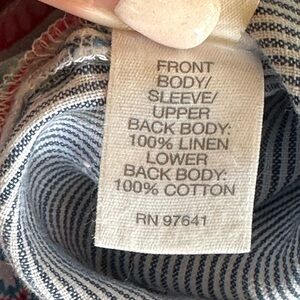 FRONT
BODY/
SLEEVE/
UPPER
BACK BODY:
100% LINEN
LOWER
BACK BODY:
100% COTTON
RN 97641